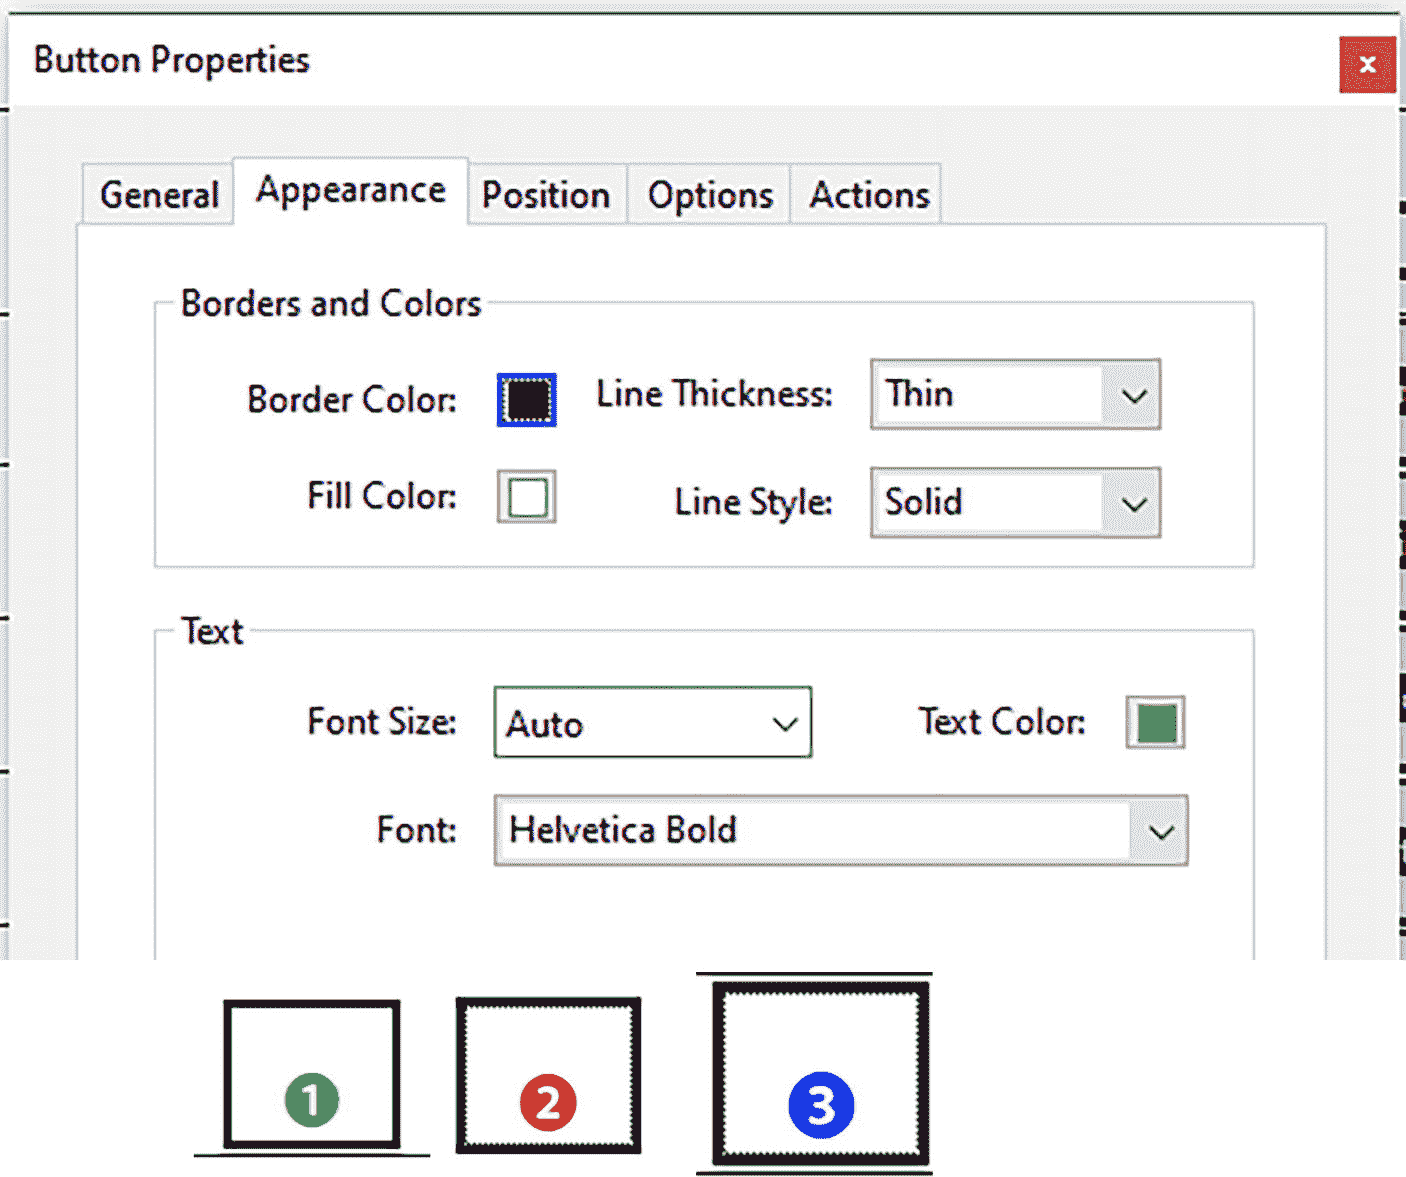 Button Properties
x
General Appearance Position Options Actions
Borders and Colors
Border Color: Line Thickness: Thin
Fill Color: Line Style: Solid
Text
Font Size: Auto Text Color:
Font: Helvetica Bold
1 2 3